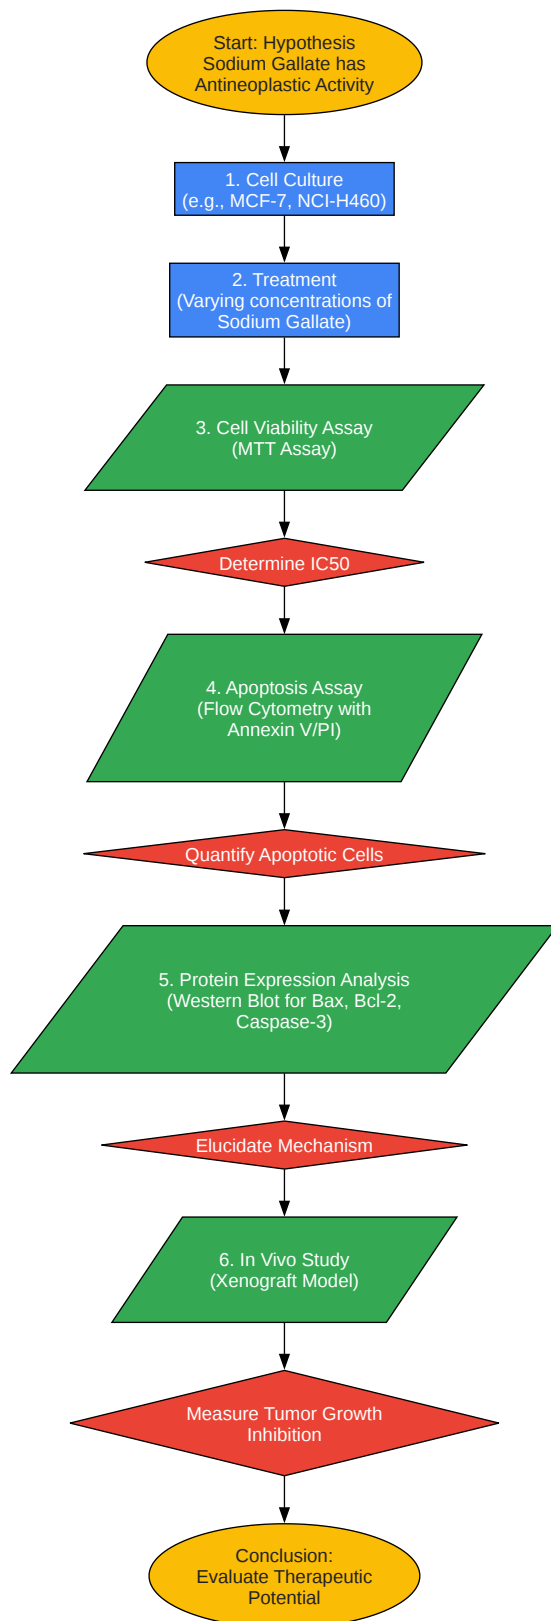 Start: Hypothesis
Sodium Gallate has
Antineoplastic Activity
1. Cell Culture
(e.g., MCF-7, NCI-H460)
2. Treatment
(Varying concentrations of
Sodium Gallate)
3. Cell Viability Assay
(MTT Assay)
Determine IC50
4. Apoptosis Assay
(Flow Cytometry with
Annexin V/PI)
Quantify Apoptotic Cells
5. Protein Expression Analysis
(Western Blot for Bax, Bcl-2,
Caspase-3)
Elucidate Mechanism
6. In Vivo Study
(Xenograft Model)
Measure Tumor Growth
Inhibition
Conclusion:
Evaluate Therapeutic
Potential